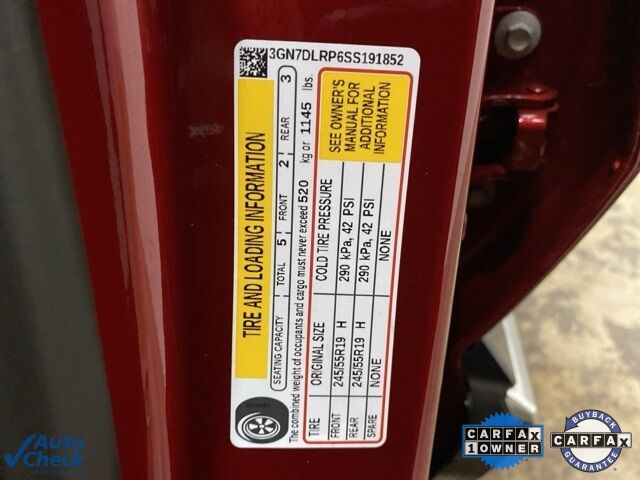 3GN7DLRP6SS191852
TIRE AND LOADING INFORMATION
SEATING CAPACITY TOTAL 5 FRONT 2 REAR 3
The combined weight of occupants and cargo must never exceed 520 kg or 1145 lbs.
TIRE ORIGINAL SIZE COLD TIRE PRESSURE
FRONT 245/55R19 H 290 kPa, 42 PSI
REAR 245/55R19 H 290 kPa, 42 PSI
SPARE NONE NONE
SEE OWNER'S
MANUAL FOR
ADDITIONAL
INFORMATION
Auto
Check
CARFAX
1 OWNER
BUYBACK
CARFAX
GUARANTEE